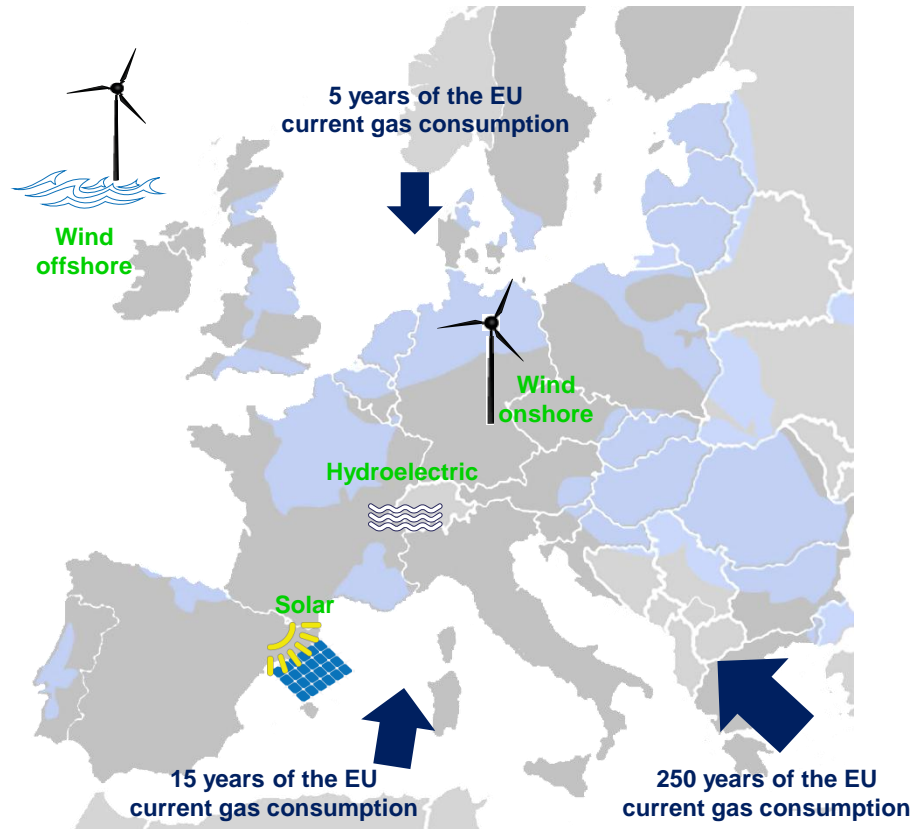 5 years of the EU
current gas consumption
Wind
offshore
Wind
onshore
Hydroelectric
Solar
15 years of the EU
current gas consumption
250 years of the EU
current gas consumption